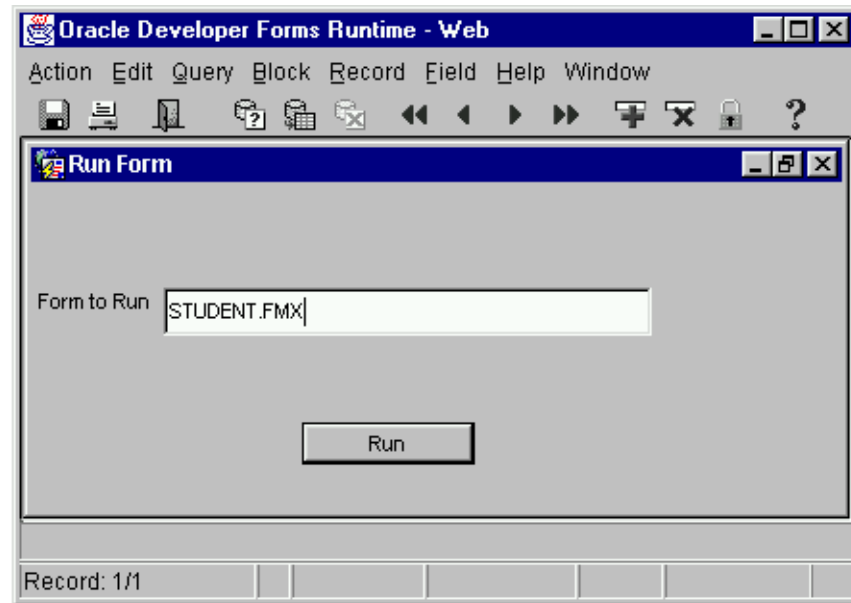 Oracle Developer Forms Runtime - Web
Action Edit Query Block Record Field Help Window
?
Run Form
Form to Run STUDENT.FMX
Run
Record: 1/1